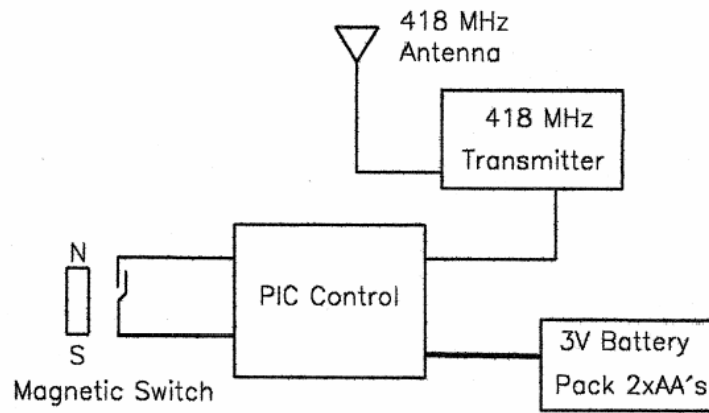 418 MHz
Antenna
418 MHz
Transmitter
N
S
Magnetic Switch
PIC Control
3V Battery
Pack 2xAA's